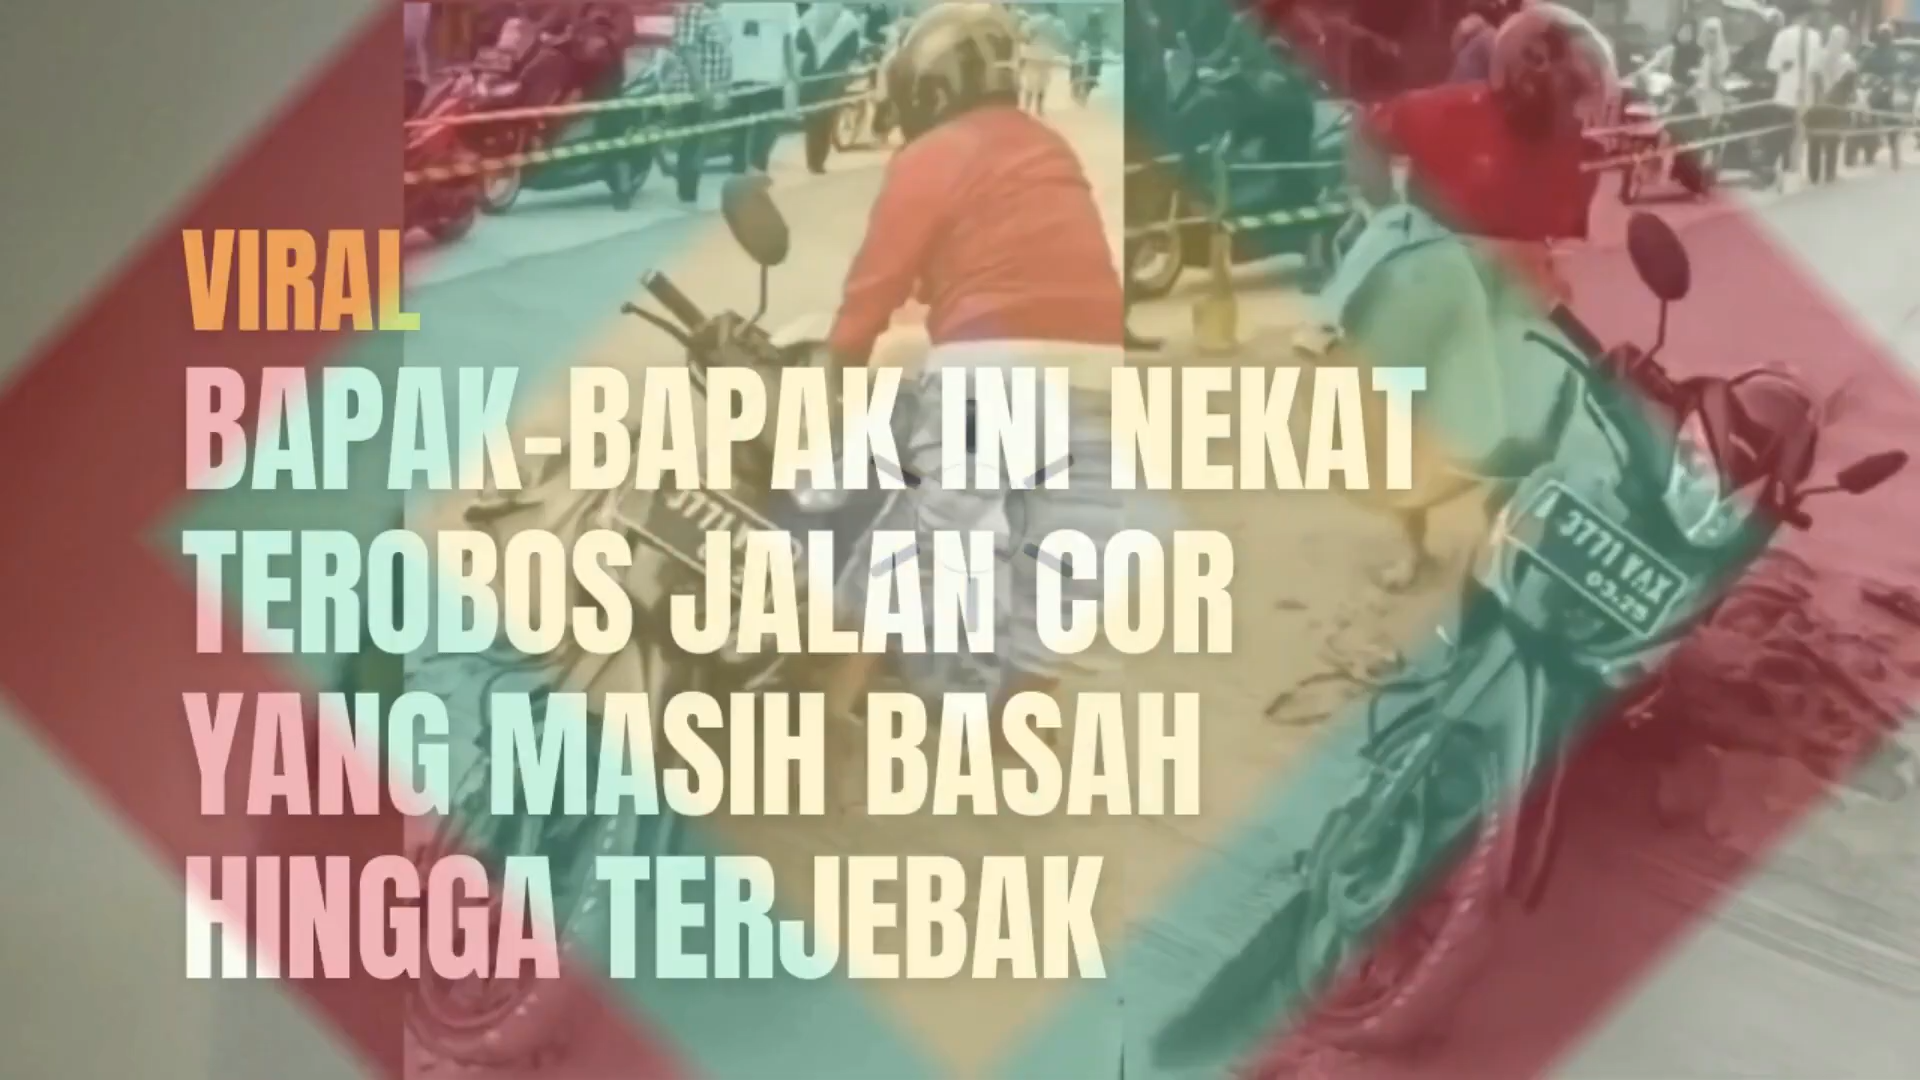 VIRAL
BAPAK-BAPAK INI NEKAT
TEROBOS JALAN COR
YANG MASIH BASAH
HINGGA TERJEBAK